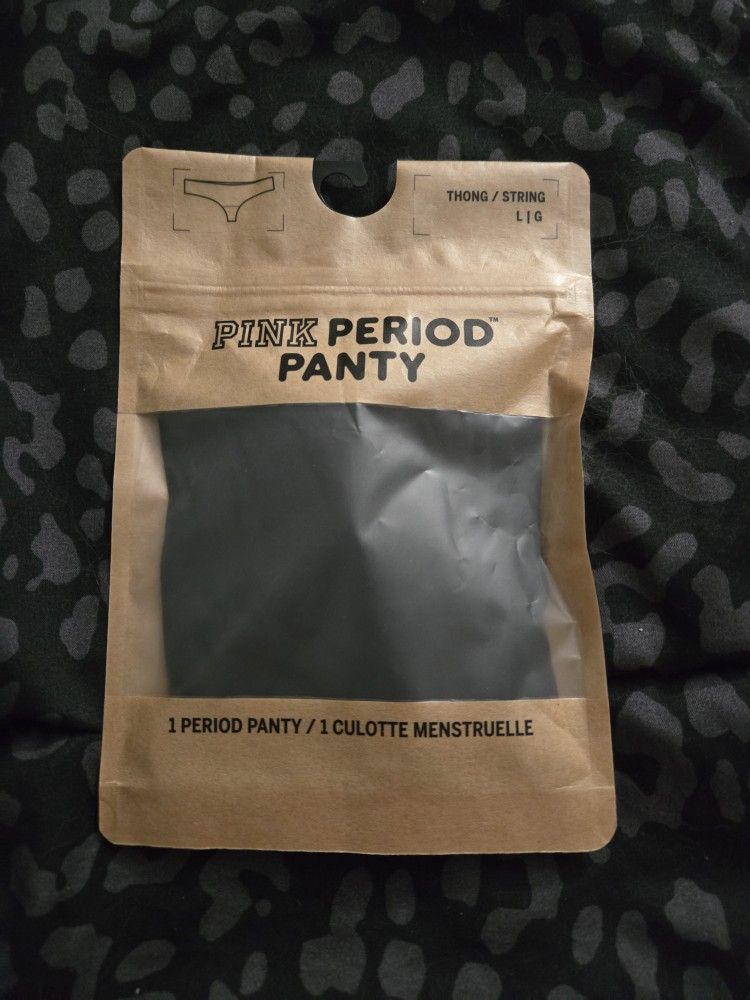 THONG / STRING
L|G
PINK PERIOD™
PANTY
1 PERIOD PANTY / 1 CULOTTE MENSTRUELLE